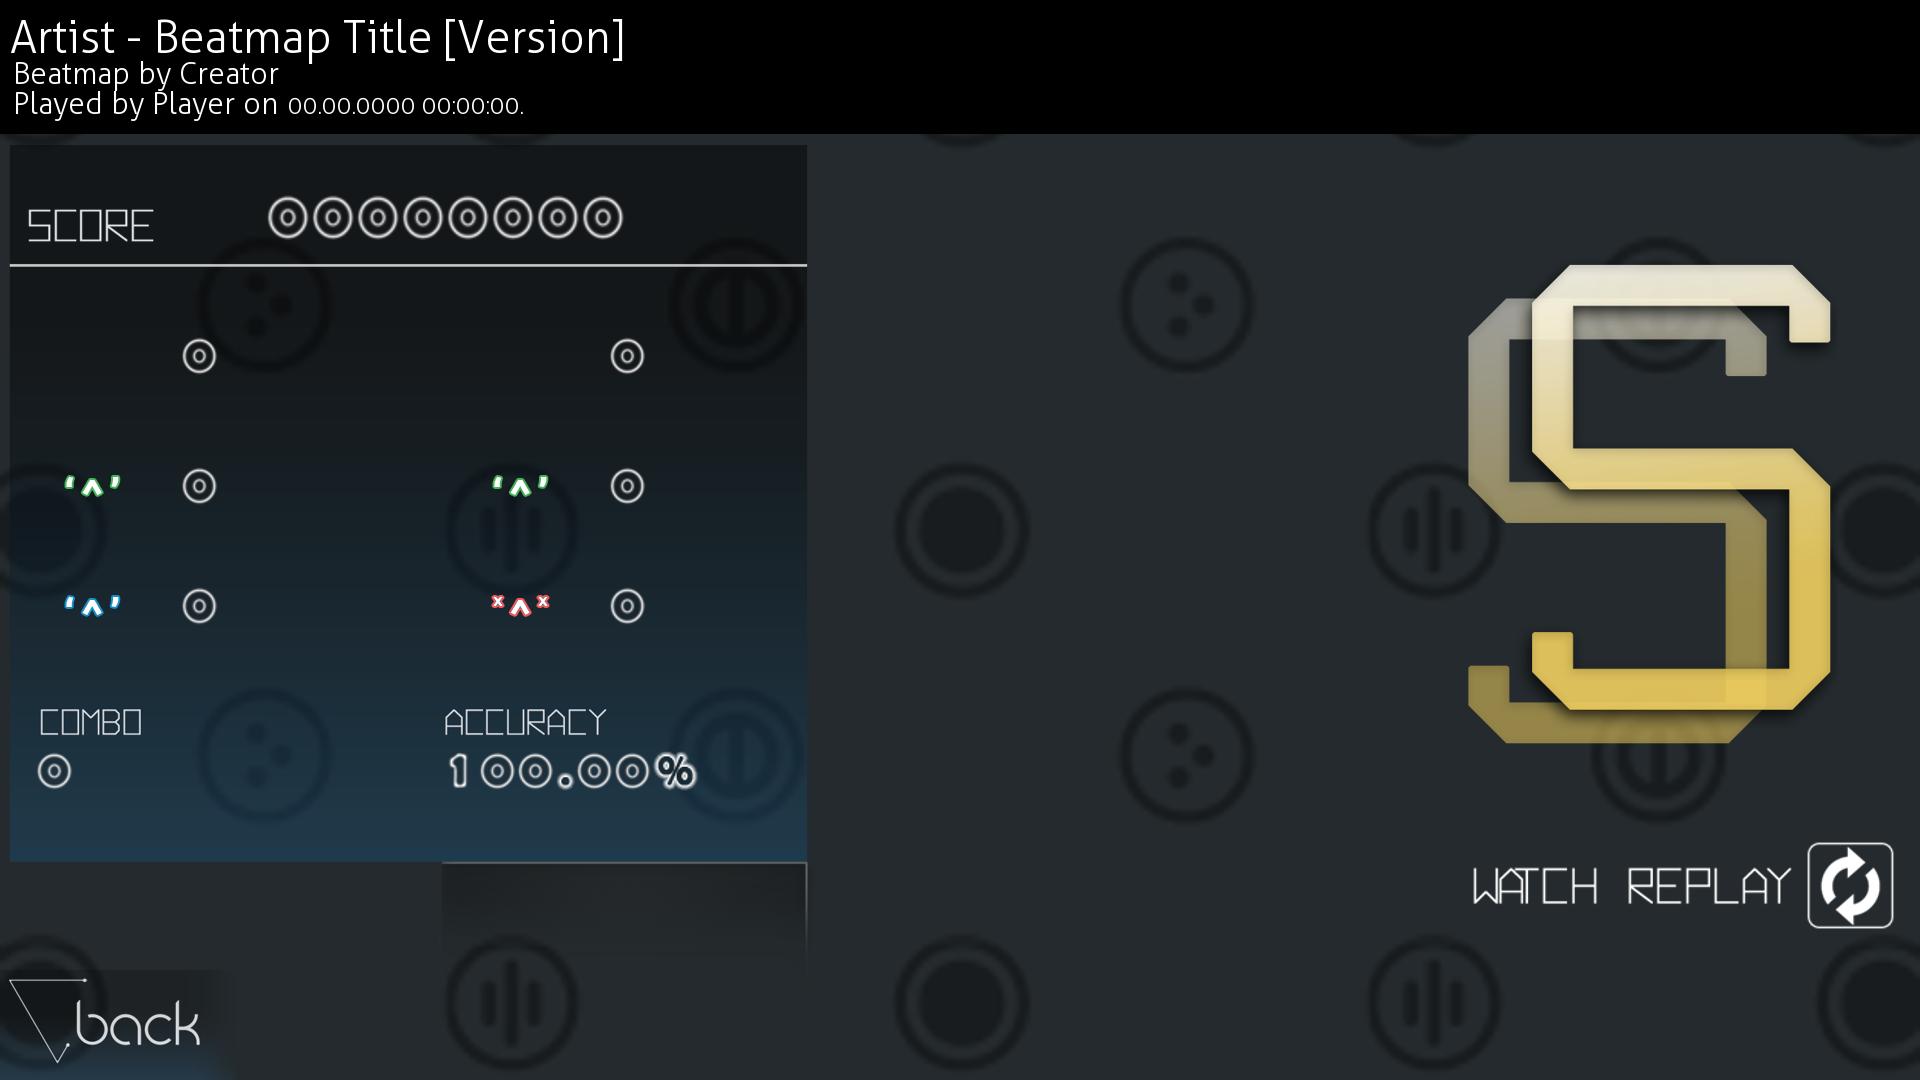 Artist - Beatmap Title [Version]
Beatmap by Creator
Played by Player on 00.00.0000 00:00:00.
SCORE 00000000
0 0
'^' 0 '^' 0
'^' 0 x^x 0
COMBO ACCURACY
0 100.00%
S
WATCH REPLAY
back